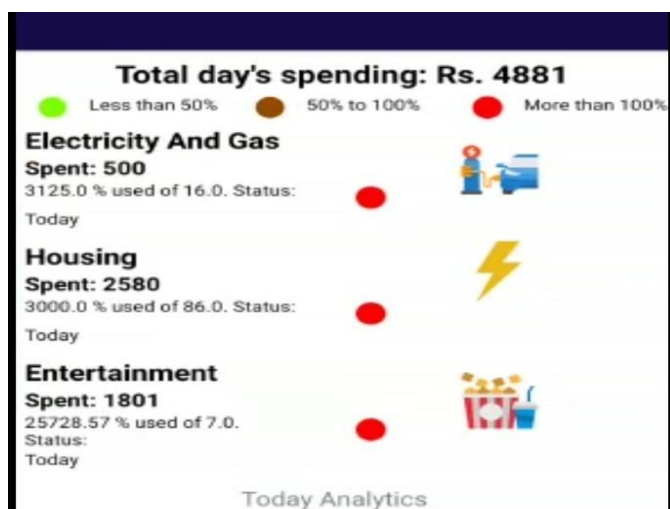 Total day's spending: Rs. 4881
Less than 50% 50% to 100% More than 100%
Electricity And Gas
Spent: 500
3125.0 % used of 16.0. Status:
Today
Housing
Spent: 2580
3000.0 % used of 86.0. Status:
Today
Entertainment
Spent: 1801
25728.57 % used of 7.0.
Status:
Today
Today Analytics